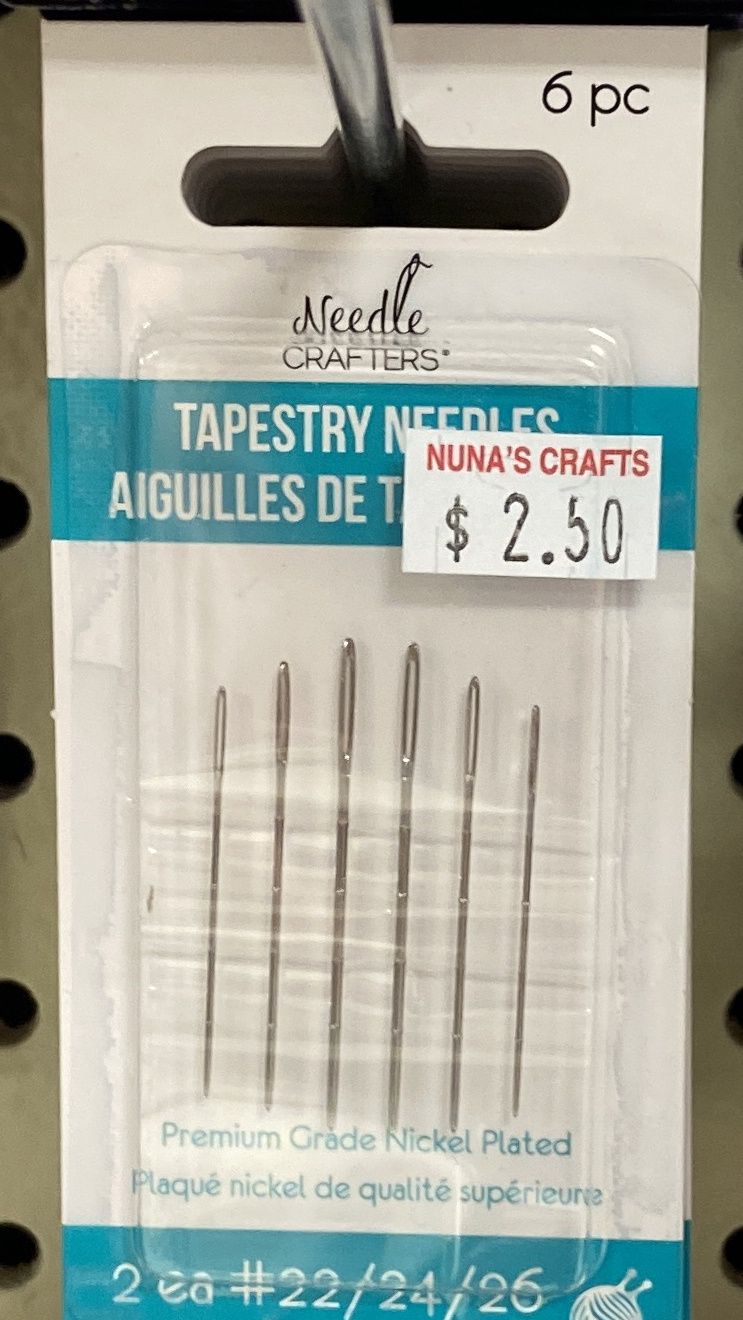 6 pc
Needle
CRAFTERS®
TAPESTRY NEEDLES
AIGUILLES DE
NUNA'S CRAFTS
$ 2.50
Premium Grade Nickel Plated
Plaqué nickel de qualité supérieure
2 ea #22/24/26